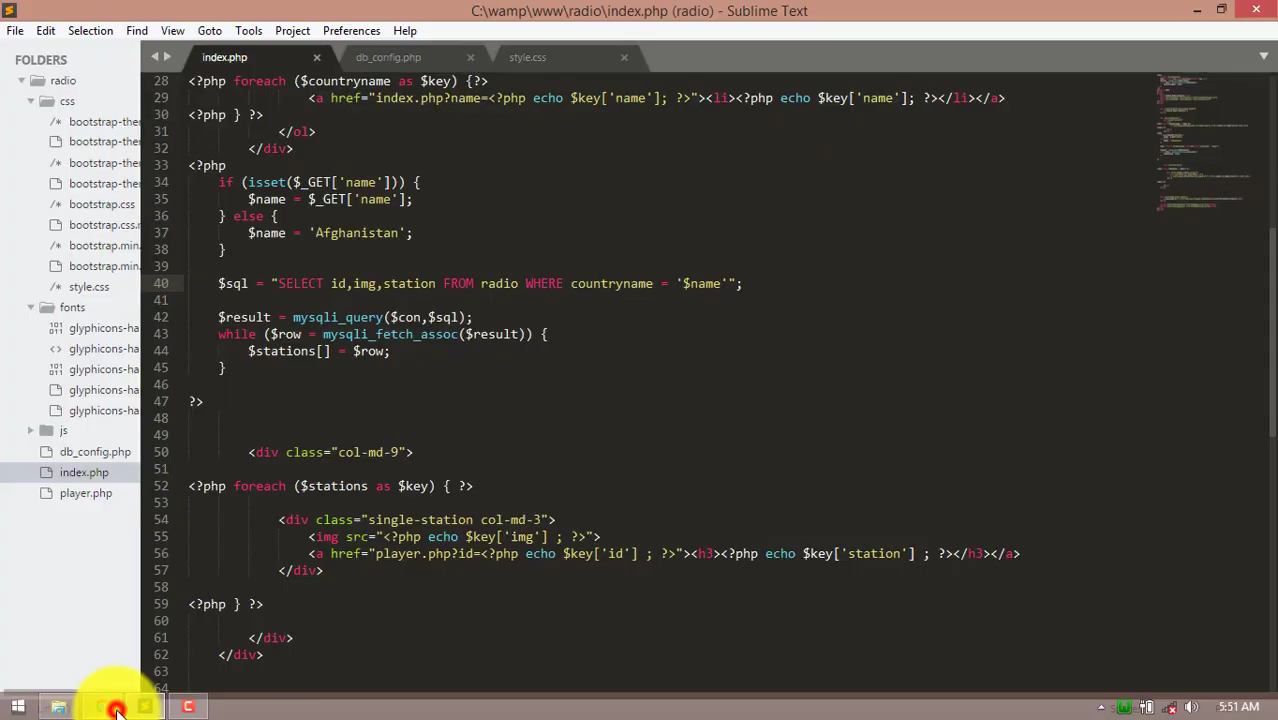 C:\wamp\www\radio\index.php (radio) - Sublime Text
File Edit Selection Find View Goto Tools Project Preferences Help
FOLDERS
radio
css
bootstrap-ther
bootstrap-ther
bootstrap-ther
bootstrap-ther
bootstrap.css
bootstrap.css.m
bootstrap.min.
bootstrap.min.
style.css
fonts
glyphicons-ha
glyphicons-ha
glyphicons-ha
glyphicons-ha
glyphicons-ha
js
db_config.php
index.php
player.php
index.php db_config.php style.css
28 <?php foreach ($countryname as $key) {?>
29 <a href="index.php?name=<?php echo $key['name']; ?>"><li><?php echo $key['name']; ?></li></a>
30 <?php } ?>
31 </ol>
32 </div>
33 <?php
34 if (isset($_GET['name'])) {
35 $name = $_GET['name'];
36 } else {
37 $name = 'Afghanistan';
38 }
39
40 $sql = "SELECT id,img,station FROM radio WHERE countryname = '$name'";
41
42 $result = mysqli_query($con,$sql);
43 while ($row = mysqli_fetch_assoc($result)) {
44 $stations[] = $row;
45 }
46
47 ?>
48
49
50 <div class="col-md-9">
51
52 <?php foreach ($stations as $key) { ?>
53
54 <div class="single-station col-md-3">
55 <img src="<?php echo $key['img'] ; ?>">
56 <a href="player.php?id=<?php echo $key['id'] ; ?>"><h3><?php echo $key['station'] ; ?></h3></a>
57 </div>
58
59 <?php } ?>
60
61 </div>
62 </div>
63
64
5:51 AM